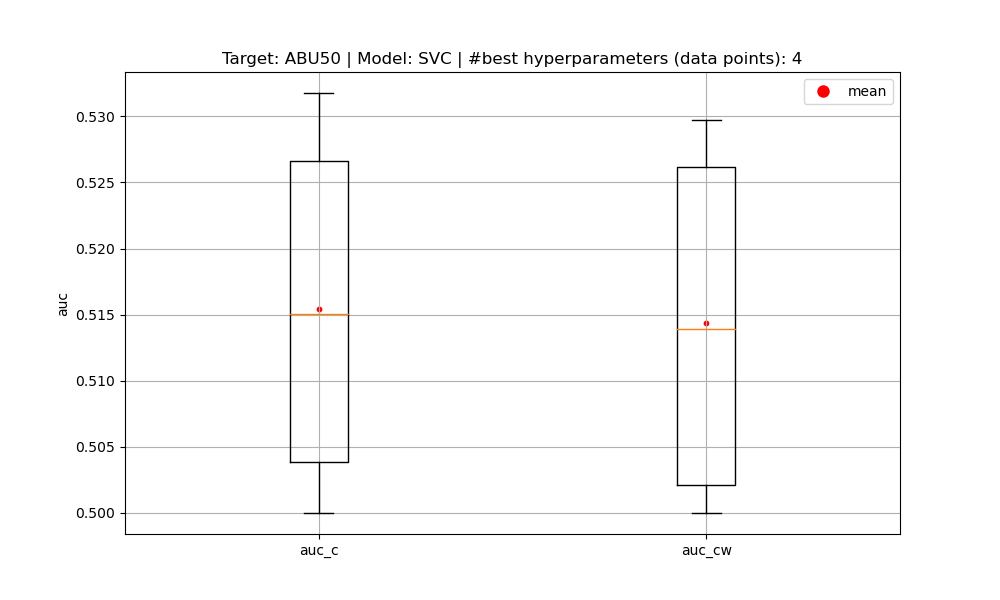 Target: ABU50 | Model: SVC | #best hyperparameters (data points): 4
mean
0.530
0.525
0.520
0.515
0.510
0.505
0.500
auc
auc_c
auc_cw